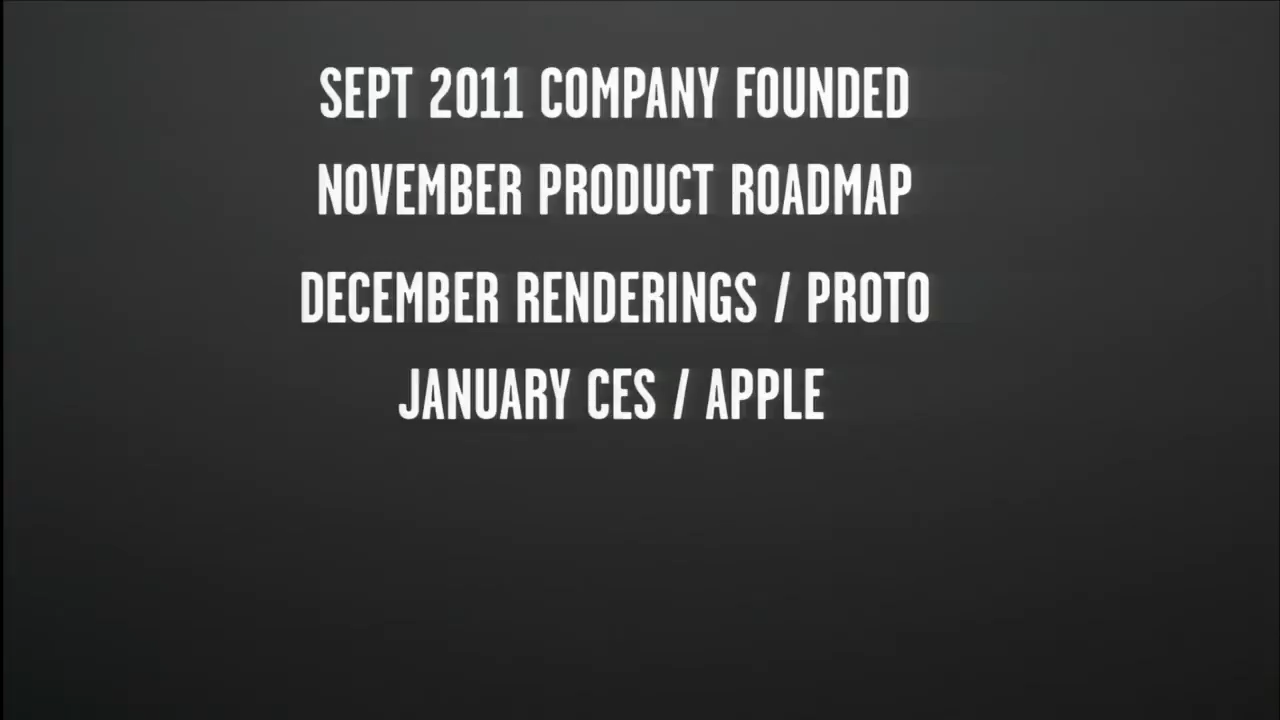 SEPT 2011 COMPANY FOUNDED
NOVEMBER PRODUCT ROADMAP
DECEMBER RENDERINGS / PROTO
JANUARY CES / APPLE